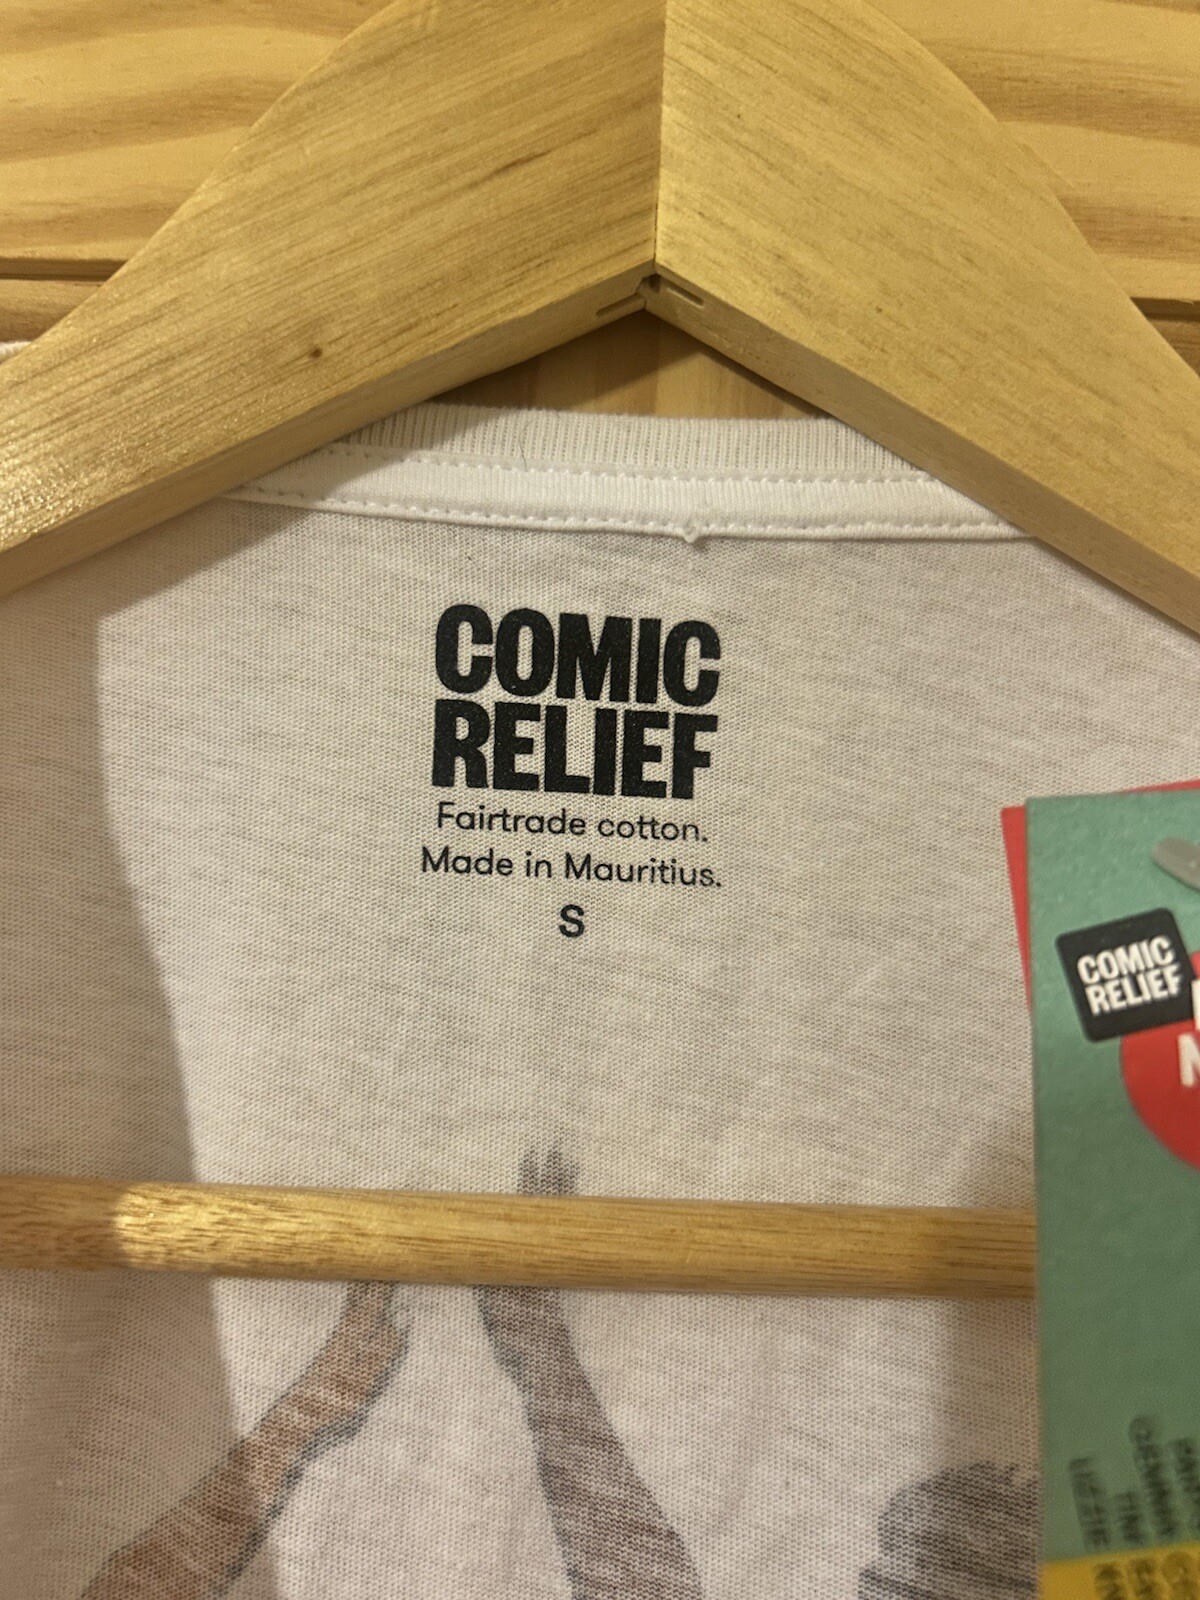 COMIC
RELIEF
Fairtrade cotton.
Made in Mauritius.
S
COMIC
RELIEF